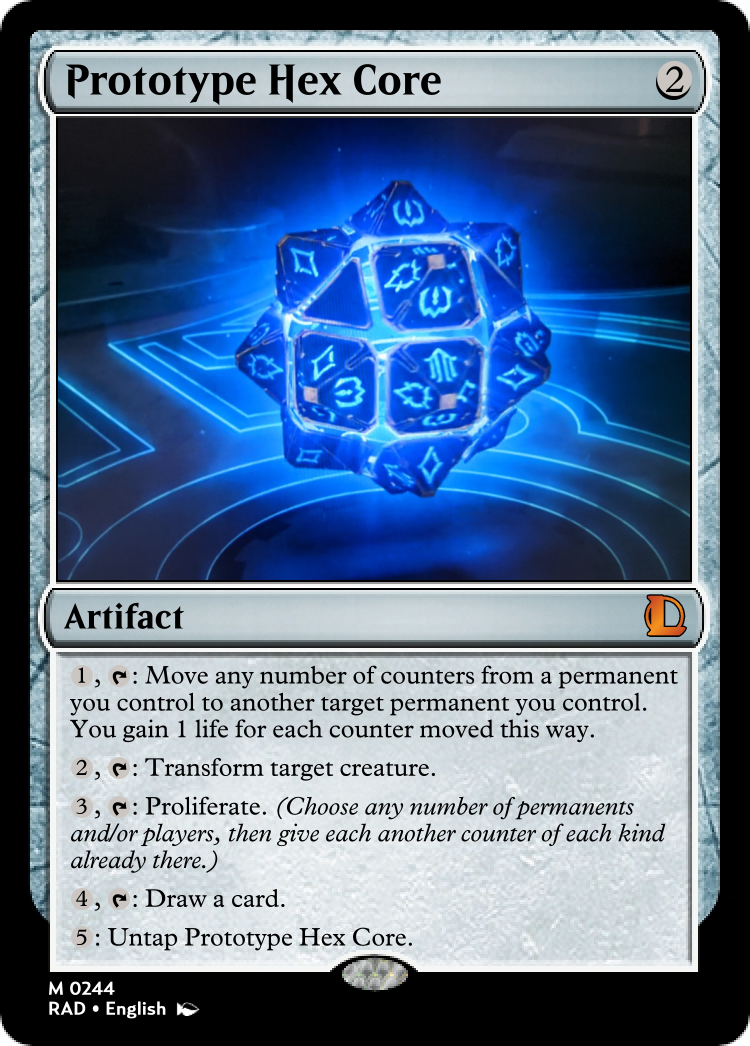 Prototype Hex Core 2
Artifact
1, : Move any number of counters from a permanent
you control to another target permanent you control.
You gain 1 life for each counter moved this way.
2, : Transform target creature.
3, : Proliferate. (Choose any number of permanents
and/or players, then give each another counter of each kind
already there.)
4, : Draw a card.
5: Untap Prototype Hex Core.
M 0244
RAD • English